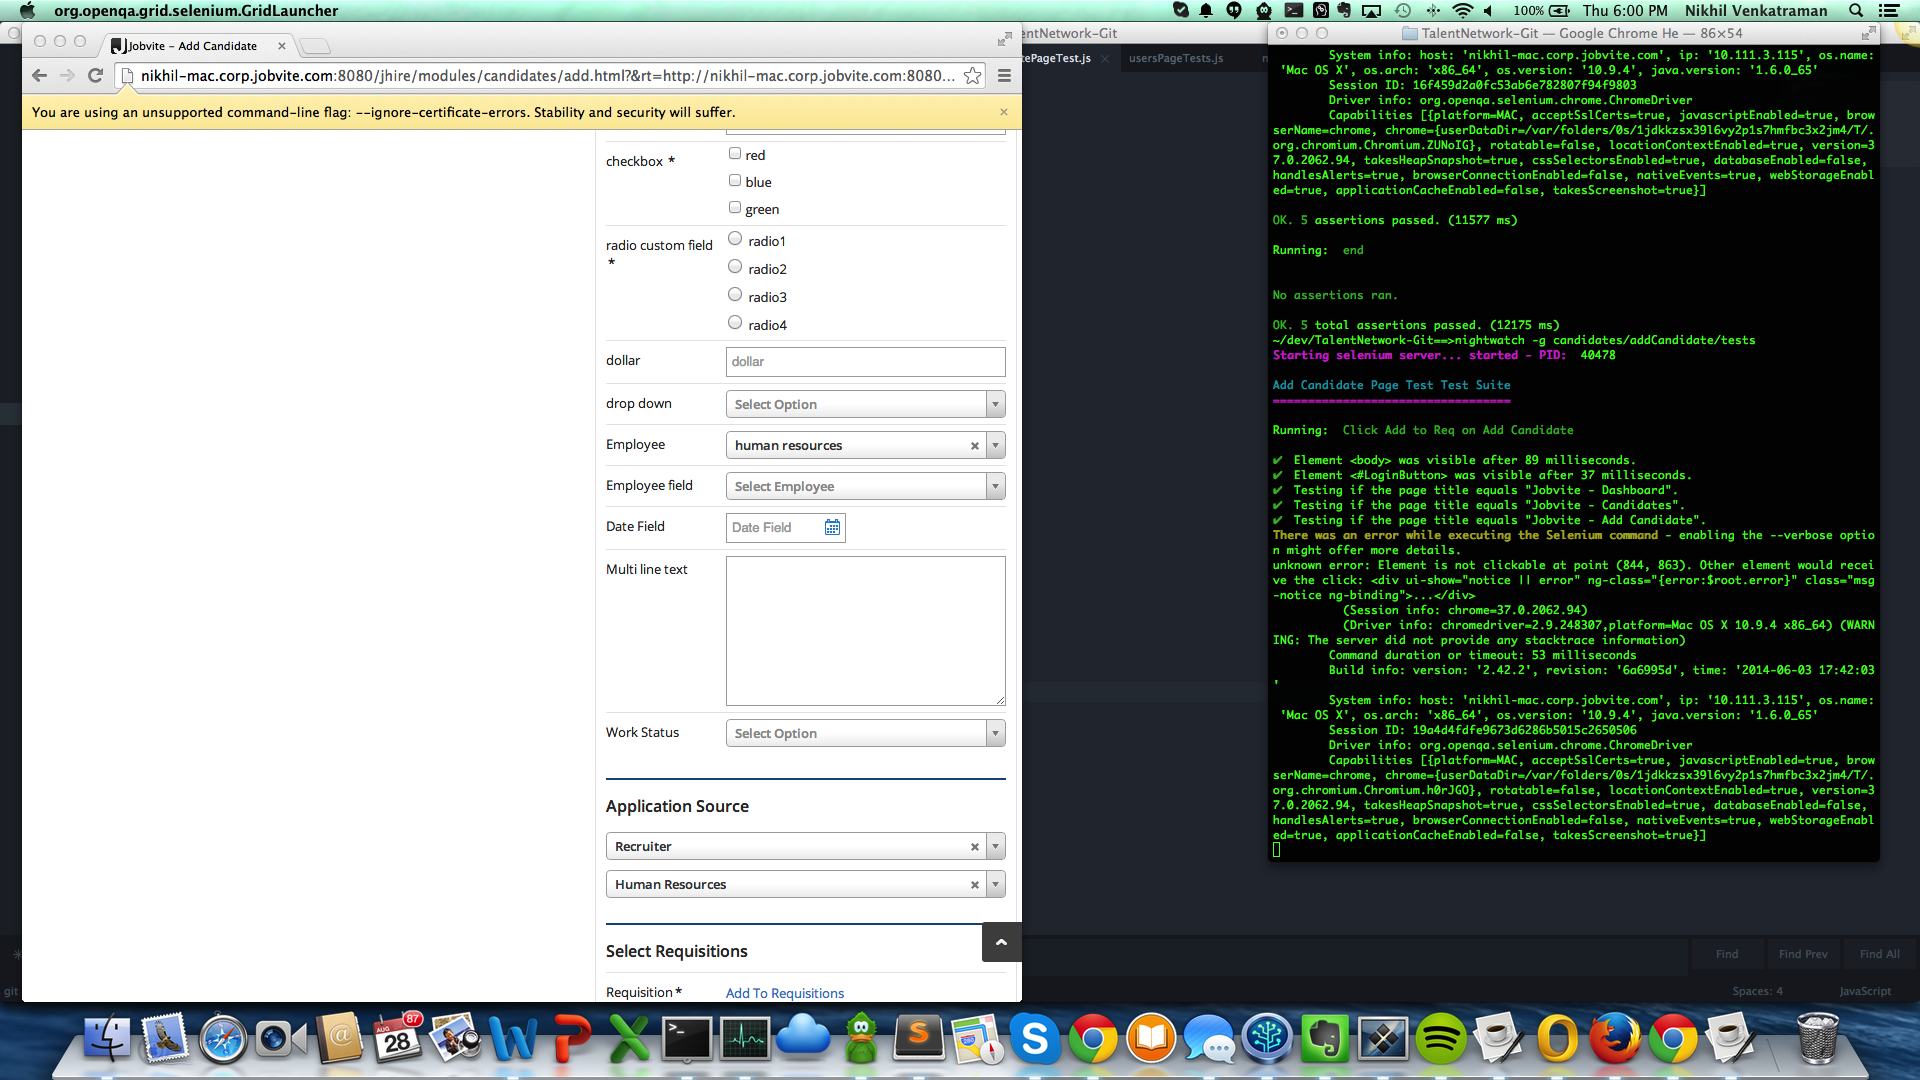 org.openqa.grid.selenium.GridLauncher
100%
Thu 6:00 PM
Nikhil Venkatraman
Jobvite - Add Candidate
nikhil-mac.corp.jobvite.com:8080/jhire/modules/candidates/add.html?&rt=http://nikhil-mac.corp.jobvite.com:8080...
You are using an unsupported command-line flag: --ignore-certificate-errors. Stability and security will suffer.
checkbox *
red
blue
green
radio custom field
*
radio1
radio2
radio3
radio4
dollar
dollar
drop down
Select Option
Employee
human resources
Employee field
Select Employee
Date Field
Date Field
Multi line text
Work Status
Select Option
Application Source
Recruiter
Human Resources
Select Requisitions
Requisition *
Add To Requisitions
entNetwork-Git
tePageTest.js
usersPageTests.js
TalentNetwork-Git — Google Chrome He — 86×54
System info: host: 'nikhil-mac.corp.jobvite.com', ip: '10.111.3.115', os.name:
'Mac OS X', os.arch: 'x86_64', os.version: '10.9.4', java.version: '1.6.0_65'
Session ID: 16f459d2a0fc53ab6e782807f94f9803
Driver info: org.openqa.selenium.chrome.ChromeDriver
Capabilities [{platform=MAC, acceptSslCerts=true, javascriptEnabled=true, brow
serName=chrome, chrome={userDataDir=/var/folders/0s/1jdkkzsx39l6vy2p1s7hmfbc3x2jm4/T/.
org.chromium.Chromium.ZUNoIG}, rotatable=false, locationContextEnabled=true, version=3
7.0.2062.94, takesHeapSnapshot=true, cssSelectorsEnabled=true, databaseEnabled=false,
handlesAlerts=true, browserConnectionEnabled=false, nativeEvents=true, webStorageEnabl
ed=true, applicationCacheEnabled=false, takesScreenshot=true}]
OK. 5 assertions passed. (11577 ms)
Running:  end
No assertions ran.
OK. 5 total assertions passed. (12175 ms)
~/dev/TalentNetwork-Git==>nightwatch -g candidates/addCandidate/tests
Starting selenium server... started - PID:  40478
Add Candidate Page Test Test Suite
==================================
Running:  Click Add to Req on Add Candidate
✔  Element <body> was visible after 89 milliseconds.
✔  Element <#LoginButton> was visible after 37 milliseconds.
✔  Testing if the page title equals "Jobvite - Dashboard".
✔  Testing if the page title equals "Jobvite - Candidates".
✔  Testing if the page title equals "Jobvite - Add Candidate".
There was an error while executing the Selenium command - enabling the --verbose optio
n might offer more details.
unknown error: Element is not clickable at point (844, 863). Other element would recei
ve the click: <div ui-show="notice || error" ng-class="{error:$root.error}" class="msg
-notice ng-binding">...</div>
(Session info: chrome=37.0.2062.94)
(Driver info: chromedriver=2.9.248307,platform=Mac OS X 10.9.4 x86_64) (WARN
ING: The server did not provide any stacktrace information)
Command duration or timeout: 53 milliseconds
Build info: version: '2.42.2', revision: '6a6995d', time: '2014-06-03 17:42:03
'
System info: host: 'nikhil-mac.corp.jobvite.com', ip: '10.111.3.115', os.name:
'Mac OS X', os.arch: 'x86_64', os.version: '10.9.4', java.version: '1.6.0_65'
Session ID: 19a4d4fdfe9673d6286b5015c2650506
Driver info: org.openqa.selenium.chrome.ChromeDriver
Capabilities [{platform=MAC, acceptSslCerts=true, javascriptEnabled=true, brow
serName=chrome, chrome={userDataDir=/var/folders/0s/1jdkkzsx39l6vy2p1s7hmfbc3x2jm4/T/.
org.chromium.Chromium.h0rJGO}, rotatable=false, locationContextEnabled=true, version=3
7.0.2062.94, takesHeapSnapshot=true, cssSelectorsEnabled=true, databaseEnabled=false,
handlesAlerts=true, browserConnectionEnabled=false, nativeEvents=true, webStorageEnabl
ed=true, applicationCacheEnabled=false, takesScreenshot=true}]
Find
Find Prev
Find All
git
Spaces: 4
JavaScript
AUG
28
87